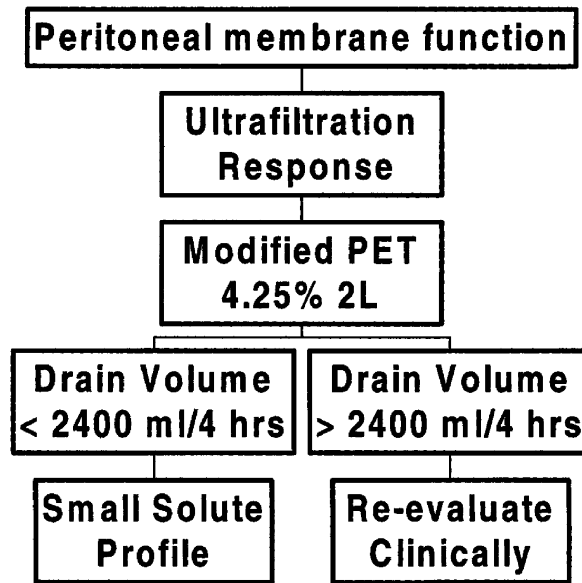 Peritoneal membrane function
Ultrafiltration
Response
Modified PET
4.25% 2L
Drain Volume
< 2400 ml/4 hrs
Drain Volume
> 2400 ml/4 hrs
Small Solute
Profile
Re-evaluate
Clinically